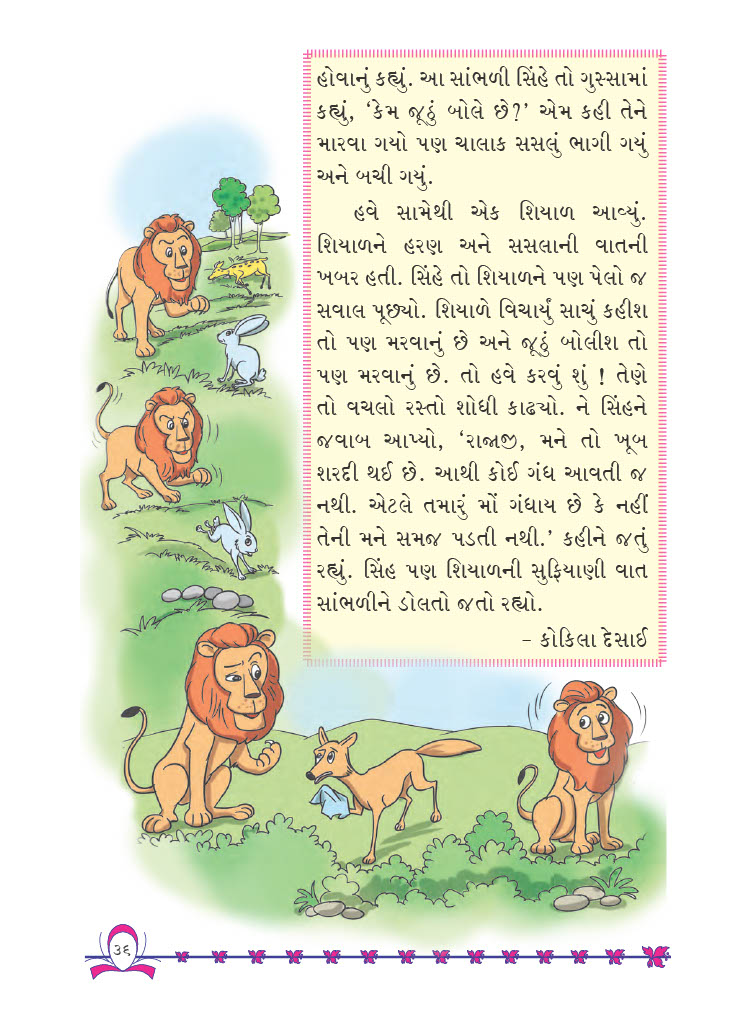 હોવાનું કહ્યું. આ સાંભળી સિંહે તો ગુસ્સામાં
કહ્યું, ‘કેમ જૂઠું બોલે છે?’ એમ કહી તેને
મારવા ગયો પણ ચાલાક સસલું ભાગી ગયું
અને બચી ગયું.
હવે સામેથી એક શિયાળ આવ્યું.
શિયાળને હરણ અને સસલાની વાતની
ખબર હતી. સિંહે તો શિયાળને પણ પેલો જ
સવાલ પૂછ્યો. શિયાળે વિચાર્યું સાચું કહીશ
તો પણ મરવાનું છે અને જૂઠું બોલીશ તો
પણ મરવાનું છે. તો હવે કરવું શું ! તેણે
તો વચલો રસ્તો શોધી કાઢ્યો. ને સિંહને
જવાબ આપ્યો, ‘રાજાજી, મને તો ખૂબ
શરદી થઈ છે. આથી કોઈ ગંધ આવતી જ
નથી. એટલે તમારું મોં ગંધાય છે કે નહીં
તેની મને સમજ પડતી નથી.’ કહીને જતું
રહ્યું. સિંહ પણ શિયાળની સુફિયાણી વાત
સાંભળીને ડોલતો જતો રહ્યો.
– કોકિલા દેસાઈ
૩૬